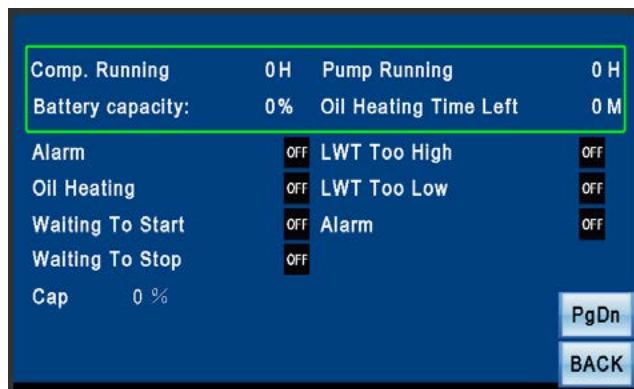 Comp. Running 0 H Pump Running 0 H
Battery capacity: 0% Oil Heating Time Left 0 M
Alarm OFF LWT Too High OFF
Oil Heating OFF LWT Too Low OFF
Waiting To Start OFF Alarm OFF
Waiting To Stop OFF
Cap 0 %
PgDn
BACK